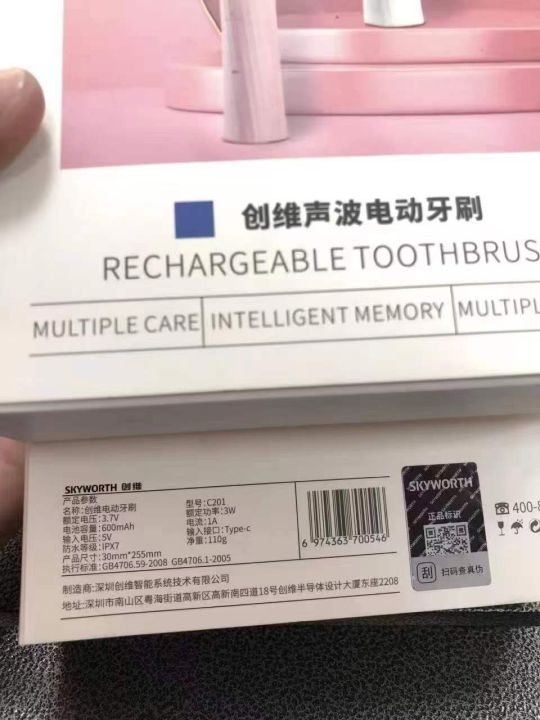 创维声波电动牙刷
RECHARGEABLE TOOTHBRUS
MULTIPLE CARE INTELLIGENT MEMORY MULTIPL
SKYWORTH 创维
产品参数
名称:创维电动牙刷 型号:C201
额定电压:3.7V 额定功率:3W
电池容量:600mAh 电流:1A
输入电压:5V 输入接口:Type-c
防水等级:IPX7 净重:110g
产品尺寸:30mm*255mm
执行标准:GB4706.59-2008 GB4706.1-2005
6 974363 700546
制造商:深圳创维智能系统技术有限公司
地址:深圳市南山区粤海街道高新区高新南四道18号创维半导体设计大厦东座2208
SKYWORTH
正品标识
刮 扫码查真伪
☎400-8